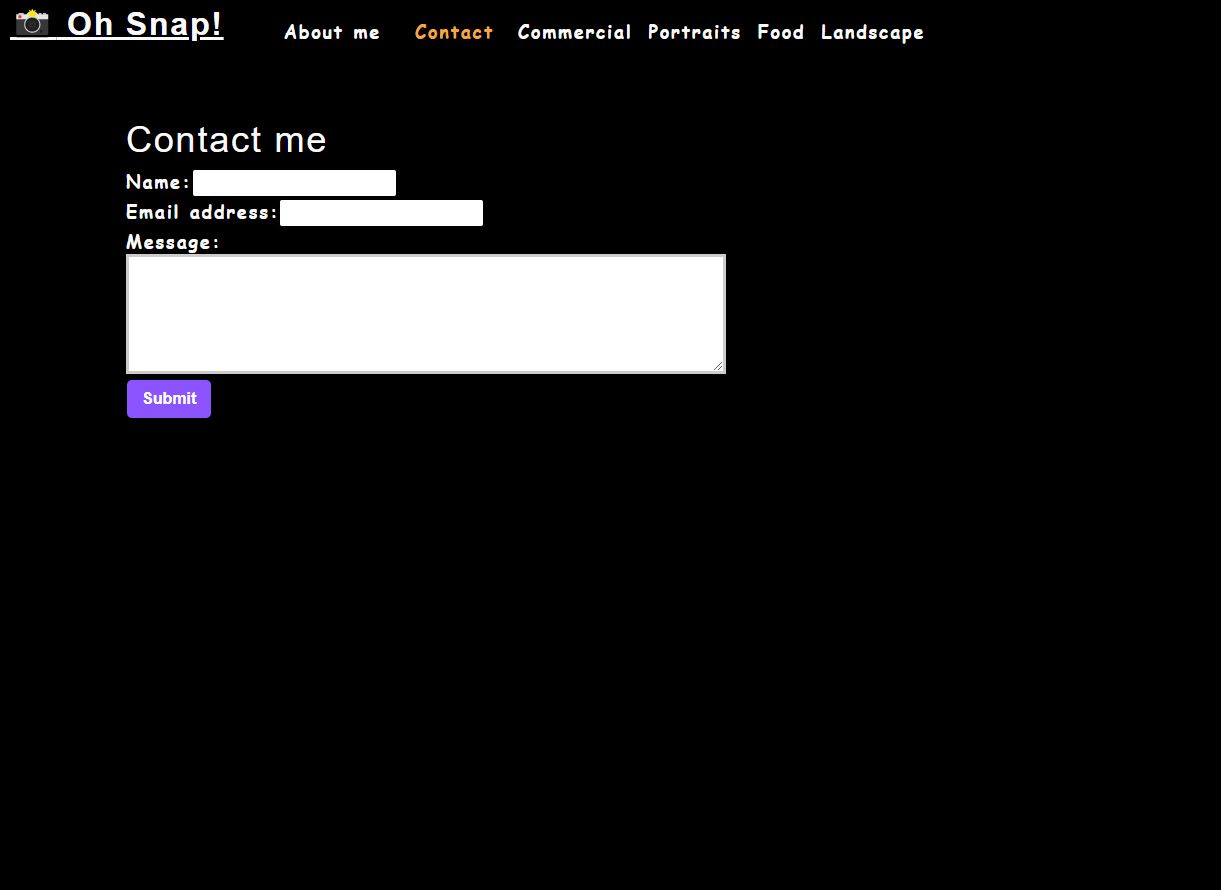 📸 Oh Snap!
About me Contact Commercial Portraits Food Landscape
Contact me
Name:
Email address:
Message:
Submit